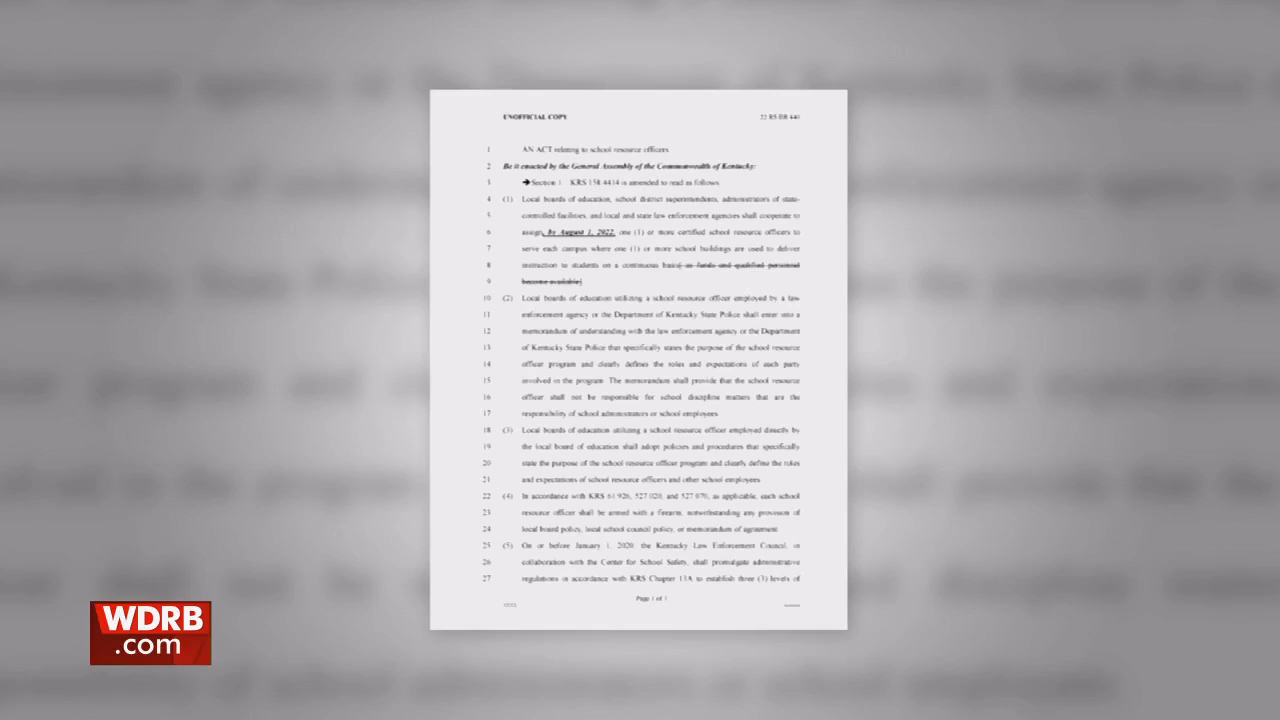 UNOFFICIAL COPY 22 RS BR 441
1 AN ACT relating to school resource officers.
2 Be it enacted by the General Assembly of the Commonwealth of Kentucky:
3 ➔Section 1. KRS 158.4414 is amended to read as follows:
4 (1) Local boards of education, school district superintendents, administrators of state-
5 controlled facilities, and local and state law enforcement agencies shall cooperate to
6 assign, by August 1, 2022, one (1) or more certified school resource officers to
7 serve each campus where one (1) or more school buildings are used to deliver
8 instruction to students on a continuous basis[ as funds and qualified personnel
9 become available].
10 (2) Local boards of education utilizing a school resource officer employed by a law
11 enforcement agency or the Department of Kentucky State Police shall enter into a
12 memorandum of understanding with the law enforcement agency or the Department
13 of Kentucky State Police that specifically states the purpose of the school resource
14 officer program and clearly defines the roles and expectations of each party
15 involved in the program. The memorandum shall provide that the school resource
16 officer shall not be responsible for school discipline matters that are the
17 responsibility of school administrators or school employees.
18 (3) Local boards of education utilizing a school resource officer employed directly by
19 the local board of education shall adopt policies and procedures that specifically
20 state the purpose of the school resource officer program and clearly define the roles
21 and expectations of school resource officers and other school employees.
22 (4) In accordance with KRS 61.926, 527.020, and 527.070, as applicable, each school
23 resource officer shall be armed with a firearm, notwithstanding any provision of
24 local board policy, local school council policy, or memorandum of agreement.
25 (5) On or before January 1, 2020, the Kentucky Law Enforcement Council, in
26 collaboration with the Center for School Safety, shall promulgate administrative
27 regulations in accordance with KRS Chapter 13A to establish three (3) levels of
Page 1 of 7
WDRB
.com